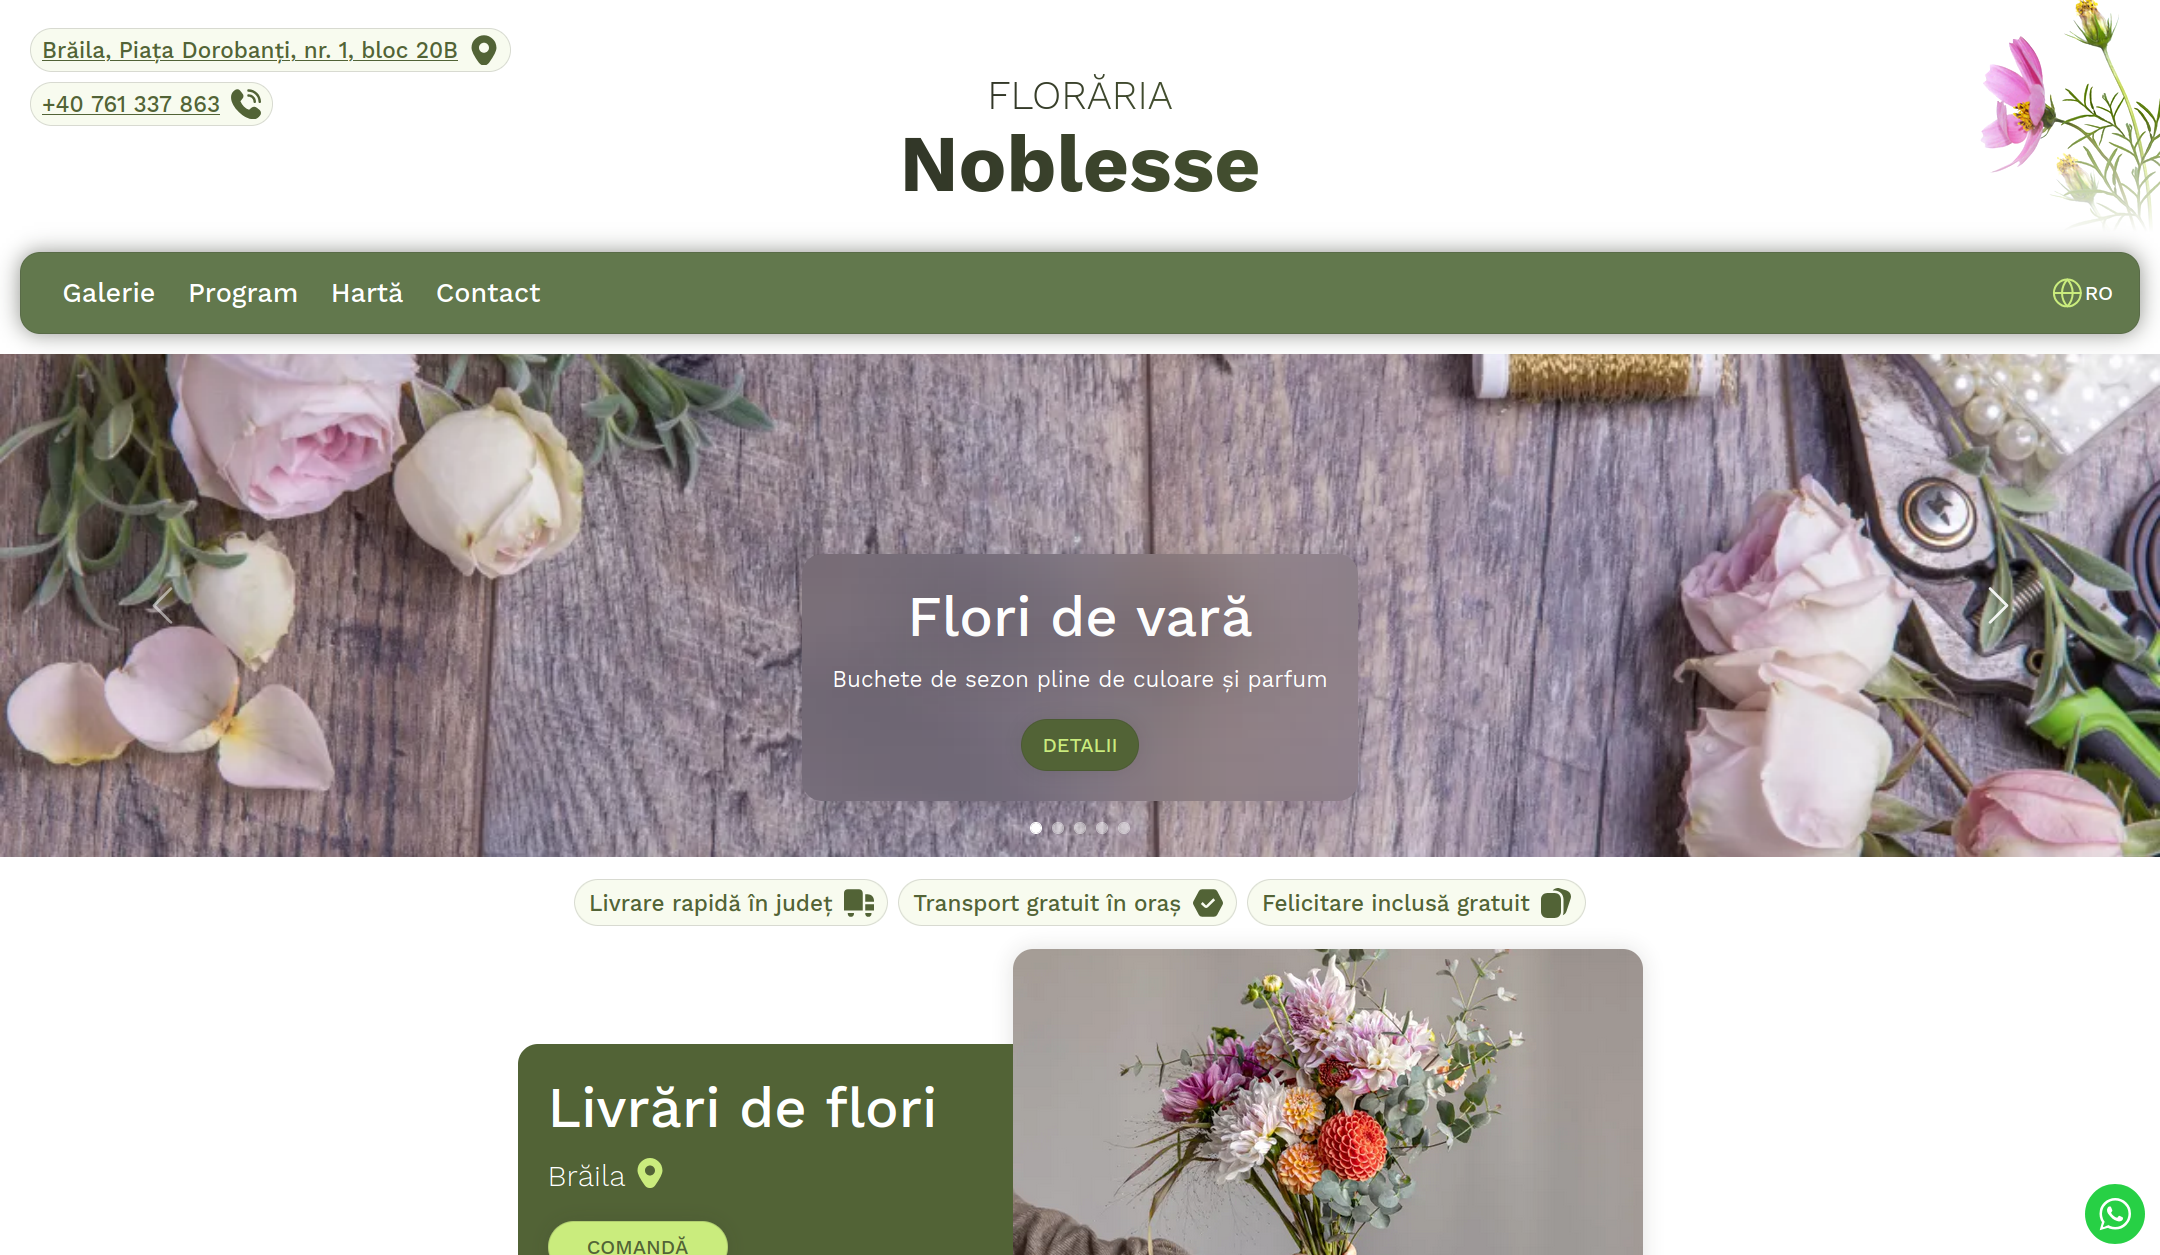 Brăila, Piața Dorobanți, nr. 1, bloc 20B
+40 761 337 863
FLORĂRIA
Noblesse
Galerie Program Hartă Contact
RO
Flori de vară
Buchete de sezon pline de culoare și parfum
DETALII
Livrare rapidă în județ Transport gratuit în oraș Felicitare inclusă gratuit
Livrări de flori
Brăila
COMANDĂ